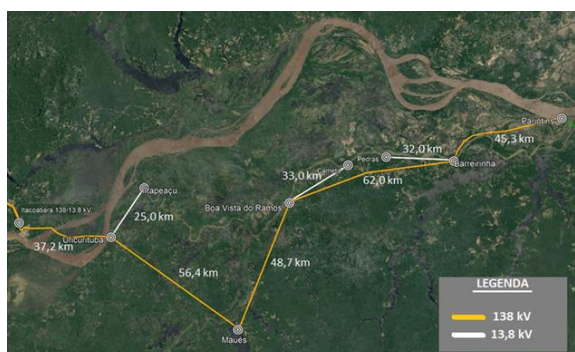 Parintins
45,3 km
32,0 km
Pedras
Barreirinha
33,0 km
62,0 km
Itapeaçu
Boa Vista do Ramos
Itacoatiara 138/13.8 kV
25,0 km
Urucurituba
37,2 km
56,4 km
48,7 km
Maués
LEGENDA
138 kV
13,8 kV